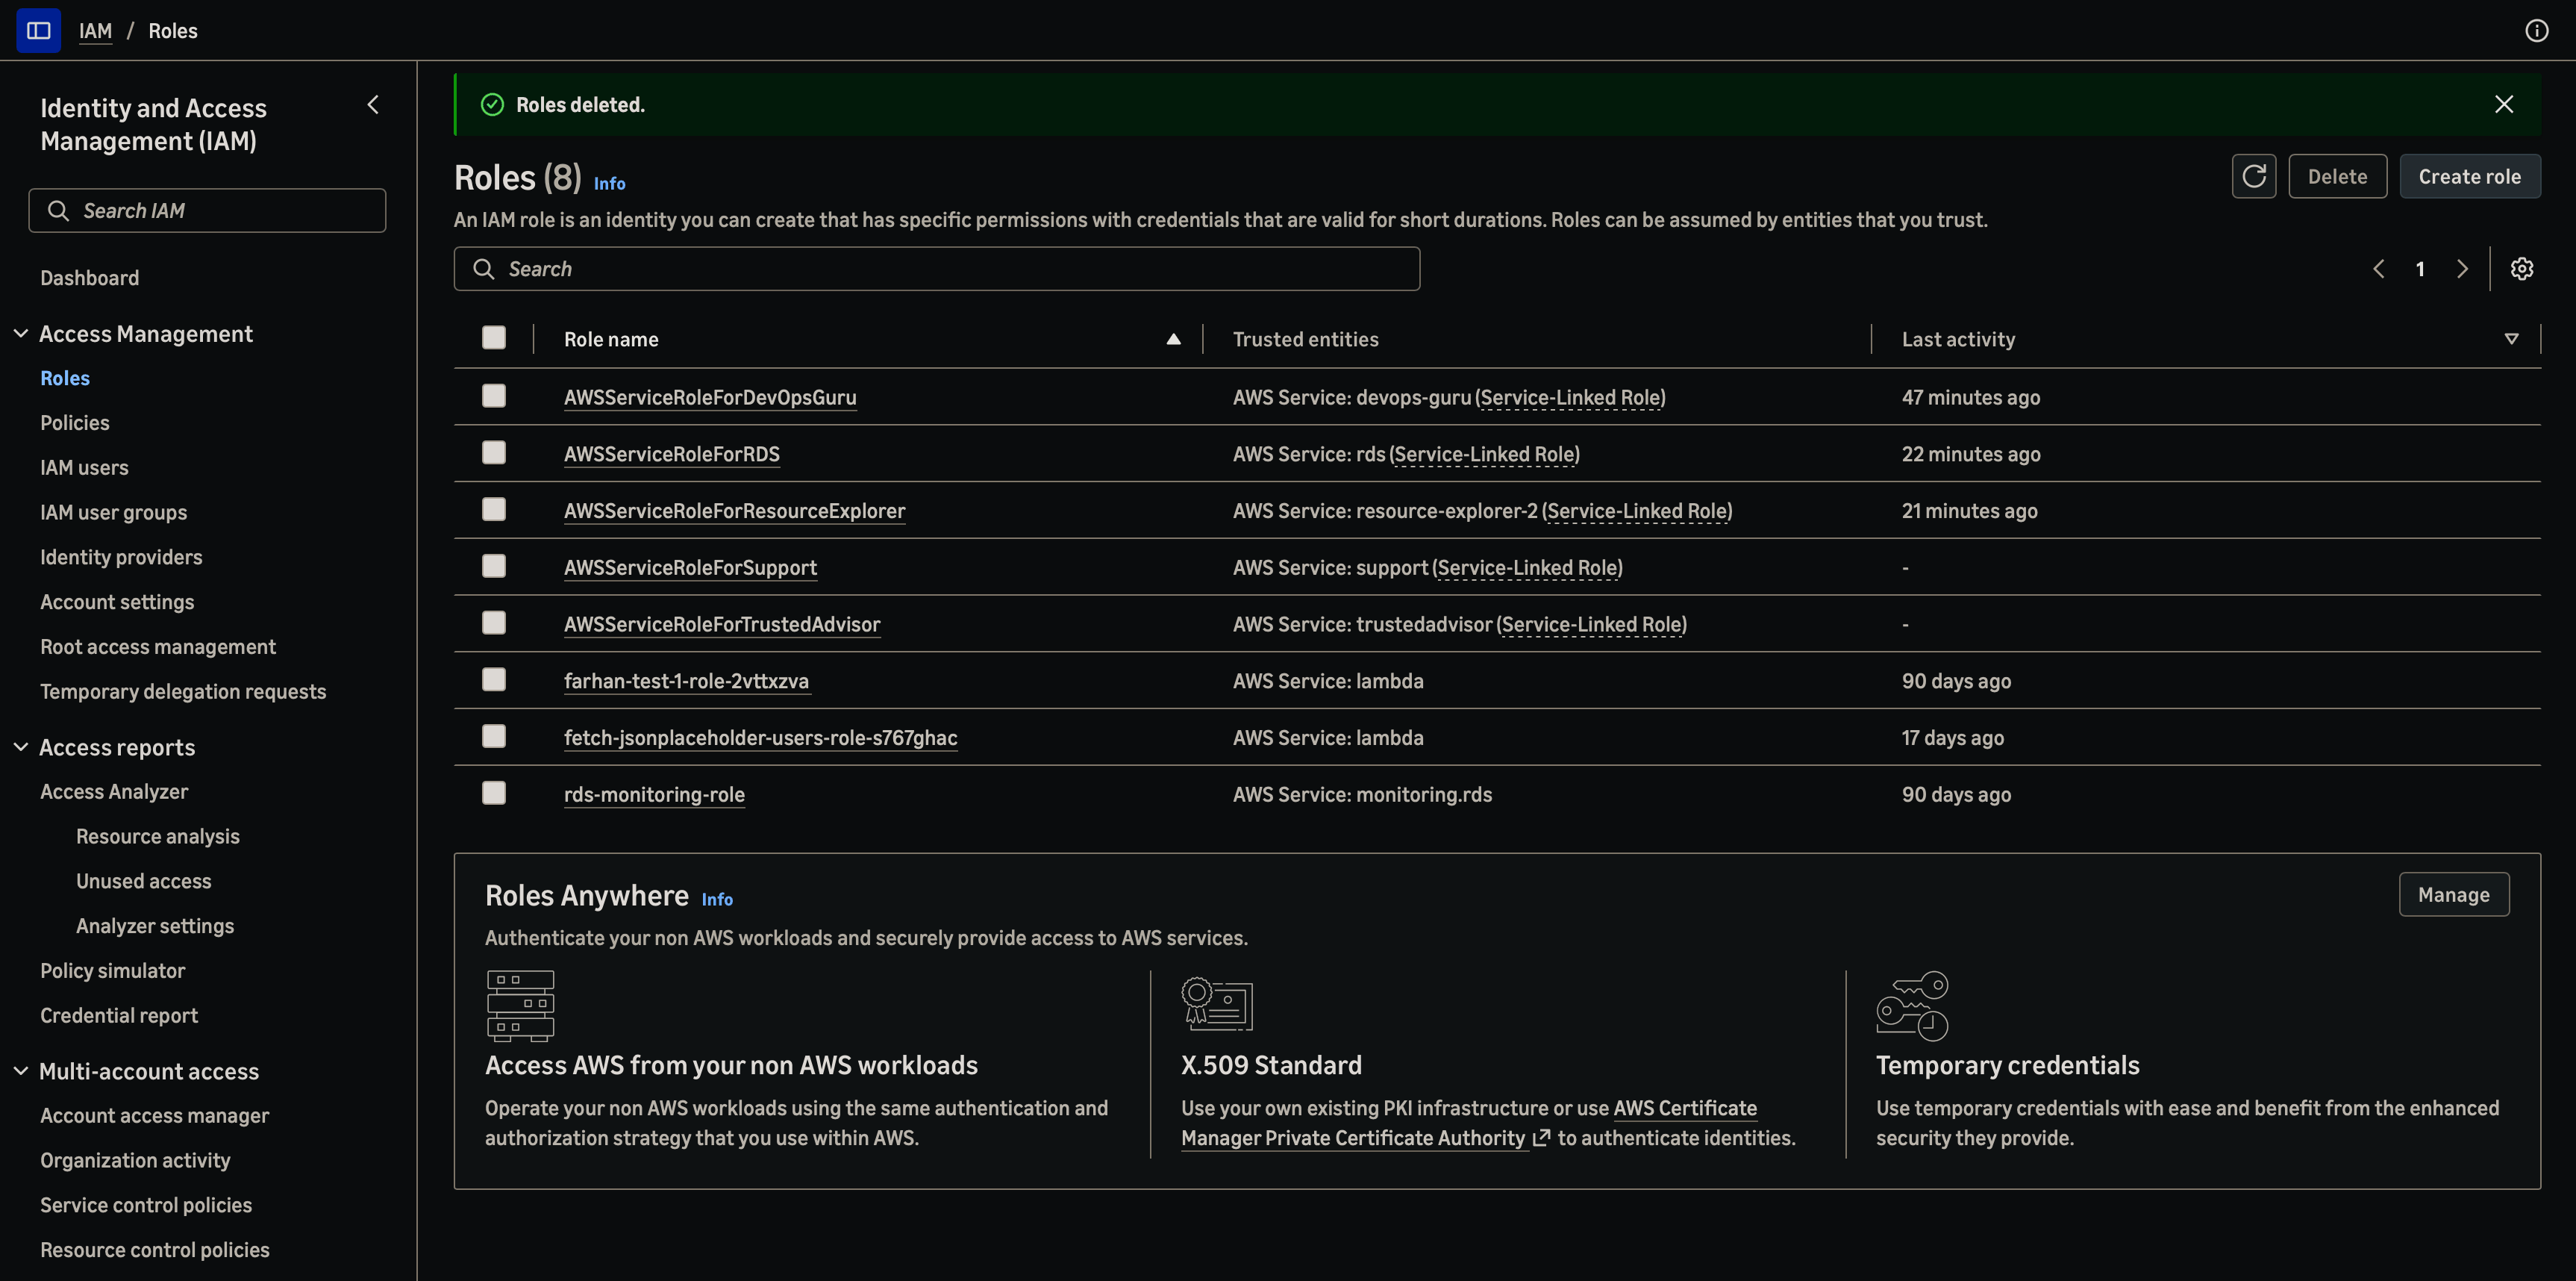 IAM / Roles
Identity and Access
Management (IAM)
Search IAM
Dashboard
Access Management
Roles
Policies
IAM users
IAM user groups
Identity providers
Account settings
Root access management
Temporary delegation requests
Access reports
Access Analyzer
Resource analysis
Unused access
Analyzer settings
Policy simulator
Credential report
Multi-account access
Account access manager
Organization activity
Service control policies
Resource control policies
Roles deleted.
Roles (8) Info
Delete
Create role
An IAM role is an identity you can create that has specific permissions with credentials that are valid for short durations. Roles can be assumed by entities that you trust.
Search
1
Role name Trusted entities Last activity
AWSServiceRoleForDevOpsGuru AWS Service: devops-guru (Service-Linked Role) 47 minutes ago
AWSServiceRoleForRDS AWS Service: rds (Service-Linked Role) 22 minutes ago
AWSServiceRoleForResourceExplorer AWS Service: resource-explorer-2 (Service-Linked Role) 21 minutes ago
AWSServiceRoleForSupport AWS Service: support (Service-Linked Role) -
AWSServiceRoleForTrustedAdvisor AWS Service: trustedadvisor (Service-Linked Role) -
farhan-test-1-role-2vttxzva AWS Service: lambda 90 days ago
fetch-jsonplaceholder-users-role-s767ghac AWS Service: lambda 17 days ago
rds-monitoring-role AWS Service: monitoring.rds 90 days ago
Roles Anywhere Info
Manage
Authenticate your non AWS workloads and securely provide access to AWS services.
Access AWS from your non AWS workloads
Operate your non AWS workloads using the same authentication and
authorization strategy that you use within AWS.
X.509 Standard
Use your own existing PKI infrastructure or use AWS Certificate
Manager Private Certificate Authority to authenticate identities.
Temporary credentials
Use temporary credentials with ease and benefit from the enhanced
security they provide.